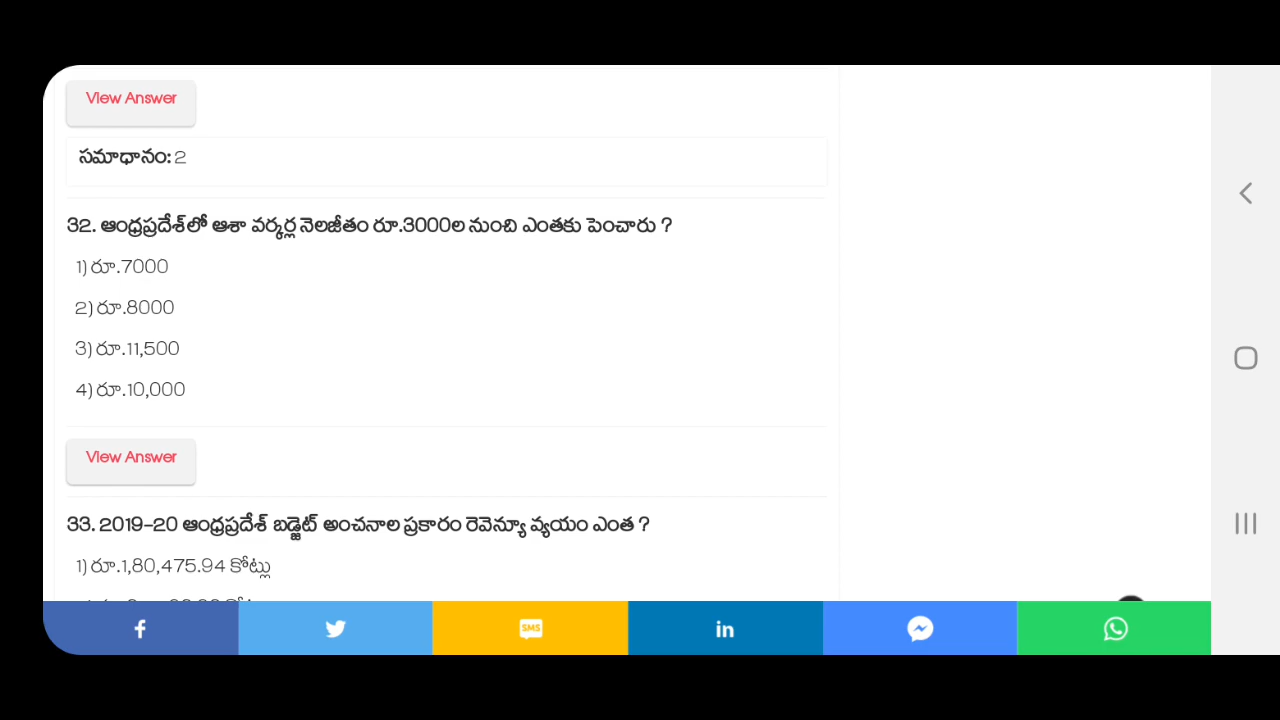 View Answer
సమాధానం: 2
32. ఆంధ్రప్రదేశ్‌లో ఆశా వర్కర్ల నెలజీతం రూ.3000ల నుంచి ఎంతకు పెంచారు ?
1) రూ.7000
2) రూ.8000
3) రూ.11,500
4) రూ.10,000
View Answer
33. 2019-20 ఆంధ్రప్రదేశ్ బడ్జెట్ అంచనాల ప్రకారం రెవెన్యూ వ్యయం ఎంత ?
1) రూ.1,80,475.94 కోట్లు
SMS